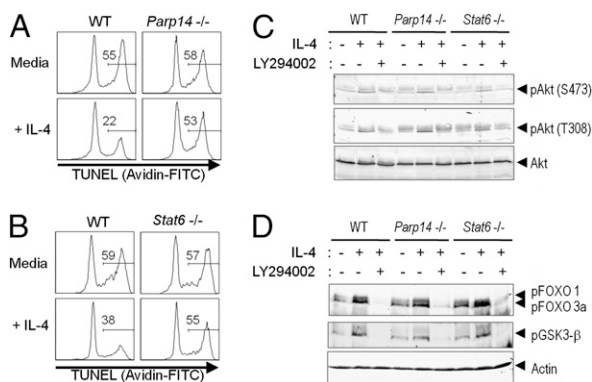 A
WT Parp14 -/-
Media
55 58
+ IL-4
22 53
TUNEL (Avidin-FITC)
B
WT Stat6 -/-
Media
59 57
+ IL-4
38 55
TUNEL (Avidin-FITC)
C
WT Parp14 -/- Stat6 -/-
IL-4 : - + + - + + - + +
LY294002 : + + +
pAkt (S473)
pAkt (T308)
Akt
D
WT Parp14 -/- Stat6 -/-
IL-4 : - + + - + + - + +
LY294002 : + + +
pFOXO 1
pFOXO 3a
pGSK3-β
Actin